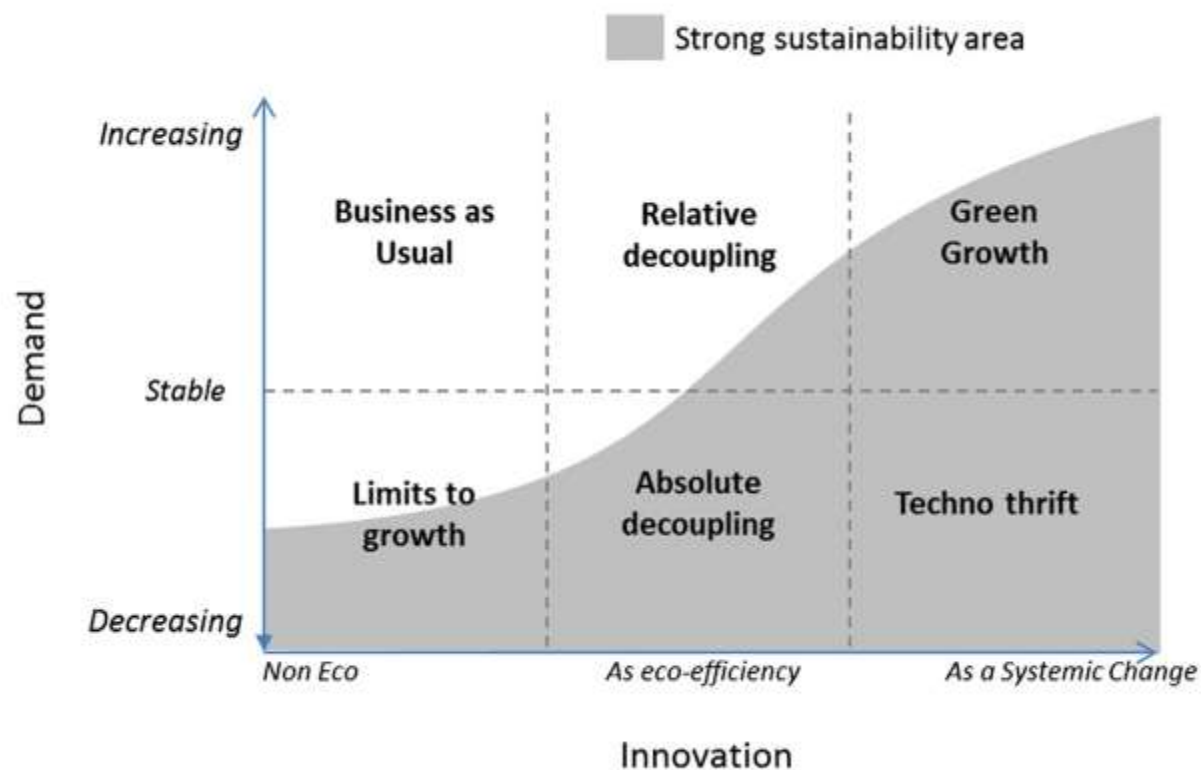 Strong sustainability area
Increasing
Business as
Usual
Relative
decoupling
Green
Growth
Demand
Stable
Limits to
growth
Absolute
decoupling
Techno thrift
Decreasing
Non Eco
As eco-efficiency
As a Systemic Change
Innovation